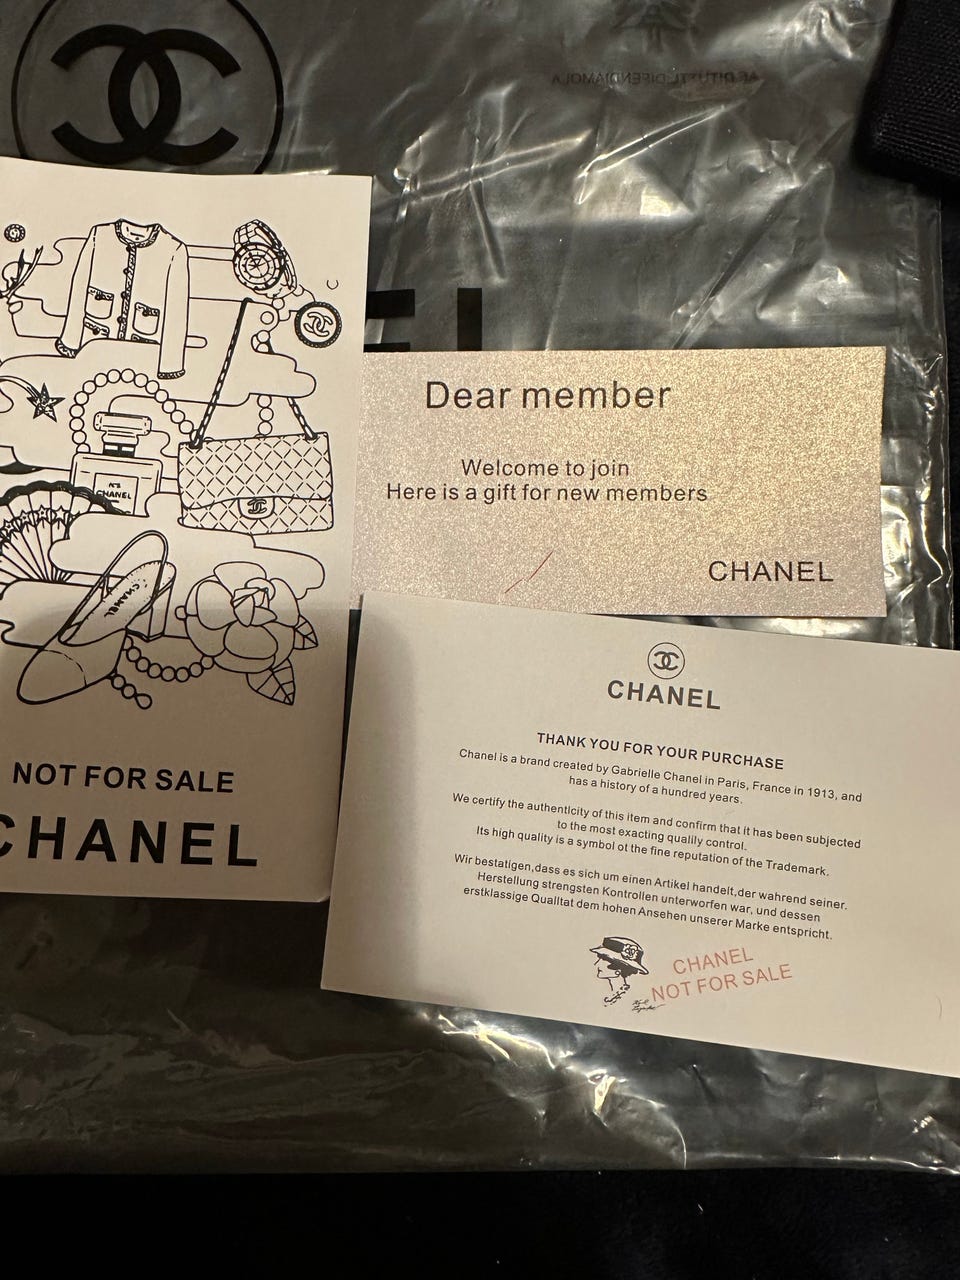 N°5
CHANEL
CHANEL
NOT FOR SALE
CHANEL
Dear member
Welcome to join
Here is a gift for new members
CHANEL
CHANEL
THANK YOU FOR YOUR PURCHASE
Chanel is a brand created by Gabrielle Chanel in Paris, France in 1913, and
has a history of a hundred years.
We certify the authenticity of this item and confirm that it has been subjected
to the most exacting qualily control.
Its high quality is a symbol ot the fine reputation of the Trademark.
Wir bestatigen,dass es sich um einen Artikel handelt,der wahrend seiner.
Herstellung strengsten Kontrollen unterworfen war, und dessen
erstklassige Qualltat dem hohen Ansehen unserer Marke entspricht.
CHANEL
NOT FOR SALE